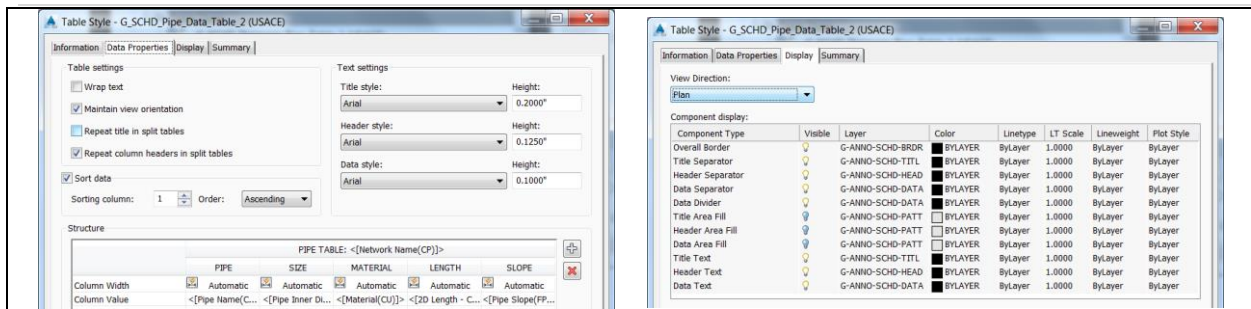 Table Style - G_SCHD_Pipe_Data_Table_2 (USACE)
Information Data Properties Display Summary
Table settings
Wrap text
Maintain view orientation
Repeat title in split tables
Repeat column headers in split tables
Sort data
Sorting column: 1 Order: Ascending
Text settings
Title style: Height:
Arial 0.2000"
Header style: Height:
Arial 0.1250"
Data style: Height:
Arial 0.1000"
Structure
PIPE TABLE: <[Network Name(CP)]>
PIPE SIZE MATERIAL LENGTH SLOPE
Column Width Automatic Automatic Automatic Automatic Automatic
Column Value <[Pipe Name(C... <[Pipe Inner Di... <[Material(CU)]> <[2D Length - C... <[Pipe Slope(FP...
Table Style - G_SCHD_Pipe_Data_Table_2 (USACE)
Information Data Properties Display Summary
View Direction:
Plan
Component display:
Component Type Visible Layer Color Linetype LT Scale Lineweight Plot Style
Overall Border G-ANNO-SCHD-BRDR BYLAYER ByLayer 1.0000 ByLayer ByLayer
Title Separator G-ANNO-SCHD-TITL BYLAYER ByLayer 1.0000 ByLayer ByLayer
Header Separator G-ANNO-SCHD-HEAD BYLAYER ByLayer 1.0000 ByLayer ByLayer
Data Separator G-ANNO-SCHD-DATA BYLAYER ByLayer 1.0000 ByLayer ByLayer
Data Divider G-ANNO-SCHD-DATA BYLAYER ByLayer 1.0000 ByLayer ByLayer
Title Area Fill G-ANNO-SCHD-PATT BYLAYER ByLayer 1.0000 ByLayer ByLayer
Header Area Fill G-ANNO-SCHD-PATT BYLAYER ByLayer 1.0000 ByLayer ByLayer
Data Area Fill G-ANNO-SCHD-PATT BYLAYER ByLayer 1.0000 ByLayer ByLayer
Title Text G-ANNO-SCHD-TITL BYLAYER ByLayer 1.0000 ByLayer ByLayer
Header Text G-ANNO-SCHD-HEAD BYLAYER ByLayer 1.0000 ByLayer ByLayer
Data Text G-ANNO-SCHD-DATA BYLAYER ByLayer 1.0000 ByLayer ByLayer